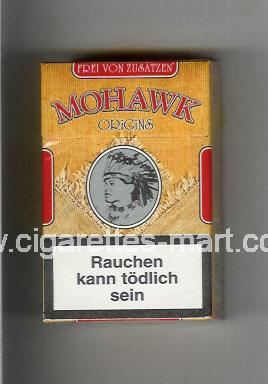 FREI VON ZUSÄTZEN
MOHAWK
ORiGiNS
www.cigarettes-mart.com
Rauchen
kann tödlich
sein